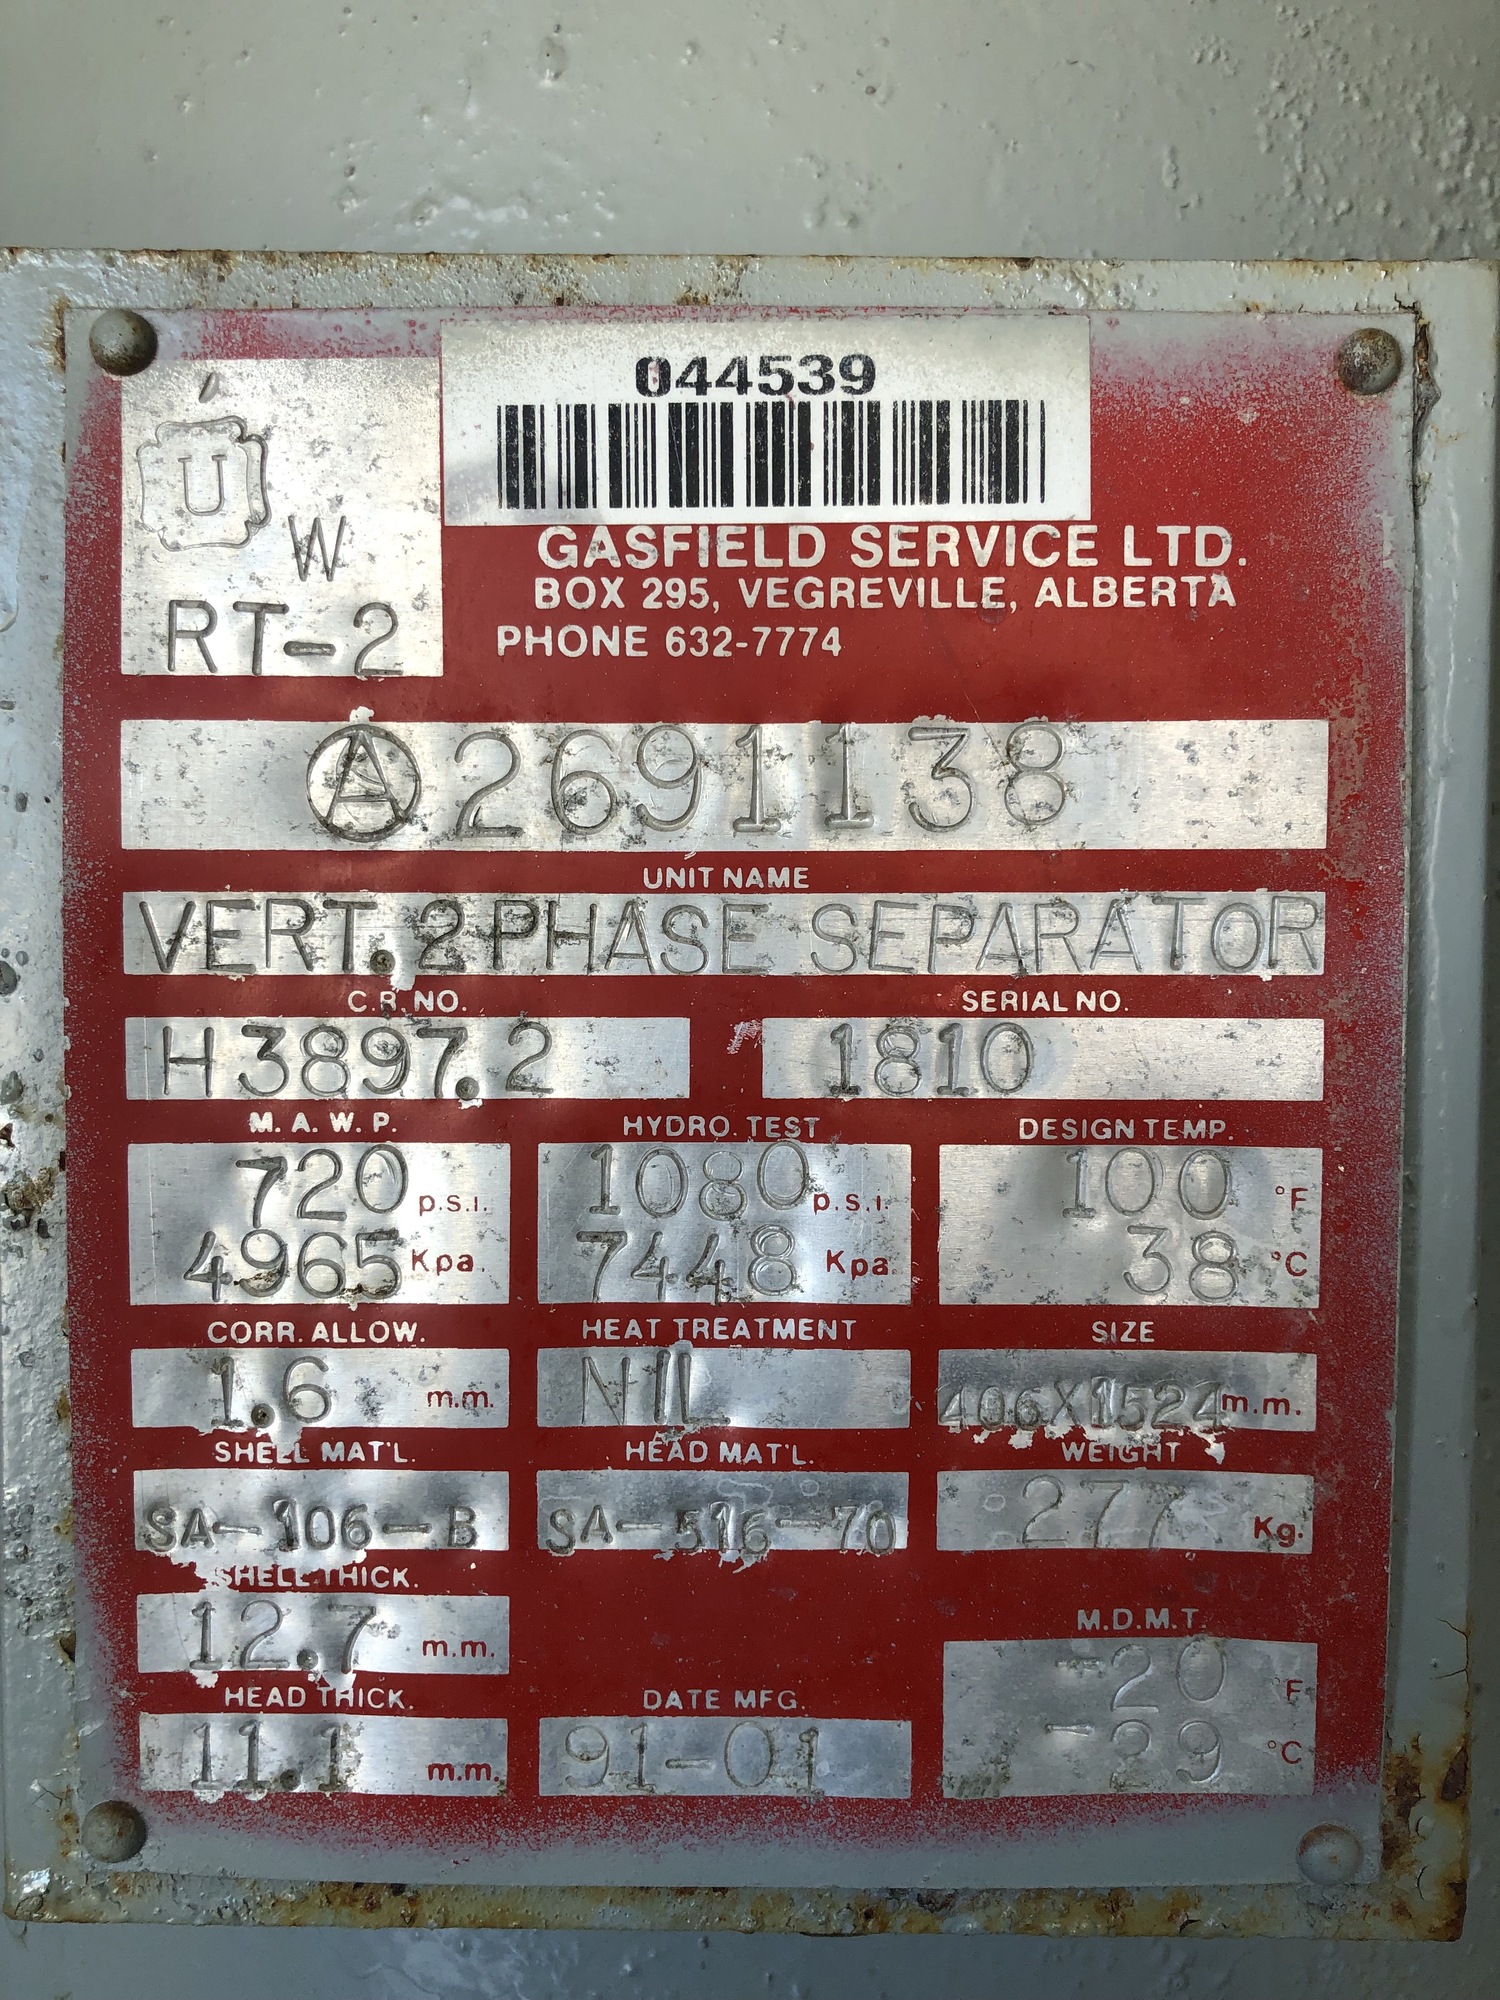 044539
U
W
RT-2
GASFIELD SERVICE LTD.
BOX 295, VEGREVILLE, ALBERTA
PHONE 632-7774
Ⓐ2691138
UNIT NAME
VERT. 2 PHASE SEPARATOR
C.R. NO. SERIAL NO.
H3897.2 1810
M. A. W. P. HYDRO. TEST DESIGN TEMP.
720 p.s.i. 1080 p.s.i. 100 °F
4965 Kpa. 7448 Kpa 38 °C
CORR. ALLOW. HEAT TREATMENT SIZE
1.6 m.m. NIL 406X1524 m.m.
SHELL MAT'L. HEAD MAT'L. WEIGHT
SA-106-B SA-516-70 277 Kg.
SHELL THICK.
12.7 m.m.
M.D.M.T.
-20 °F
HEAD THICK. DATE MFG.
11.1 m.m. 91-01 -29 °C